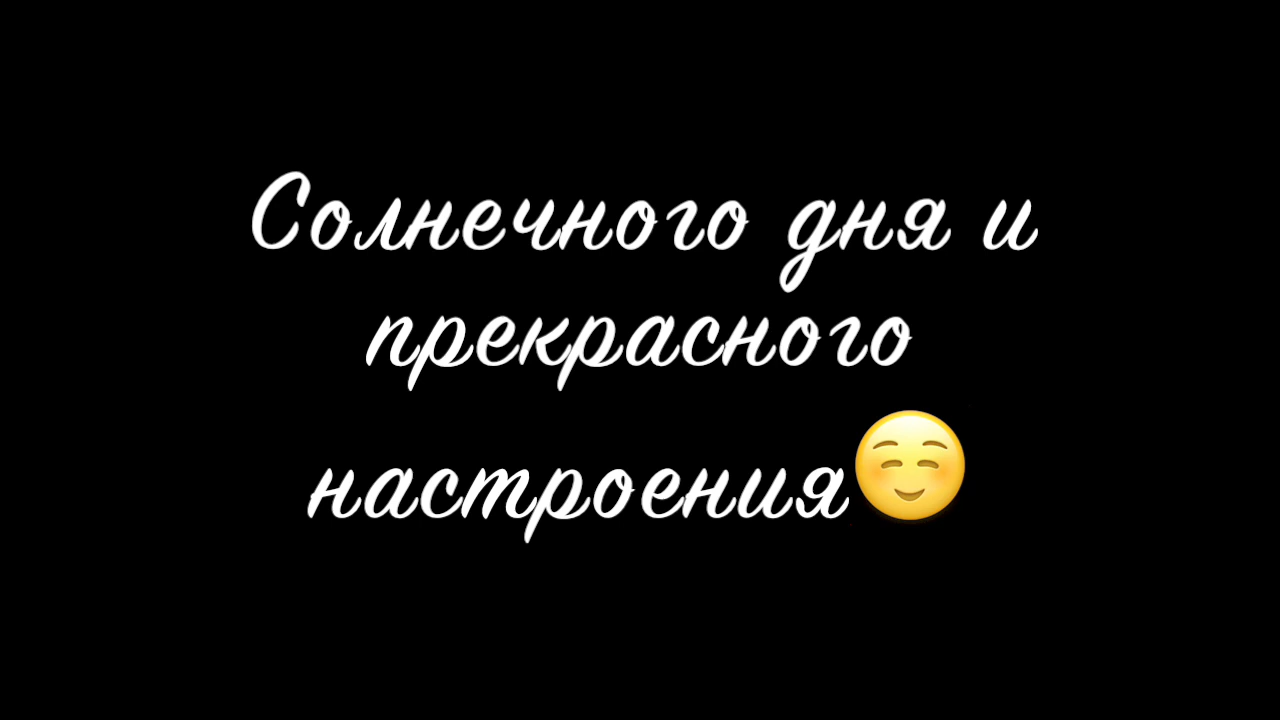 Солнечного дня и
прекрасного
настроения☺️